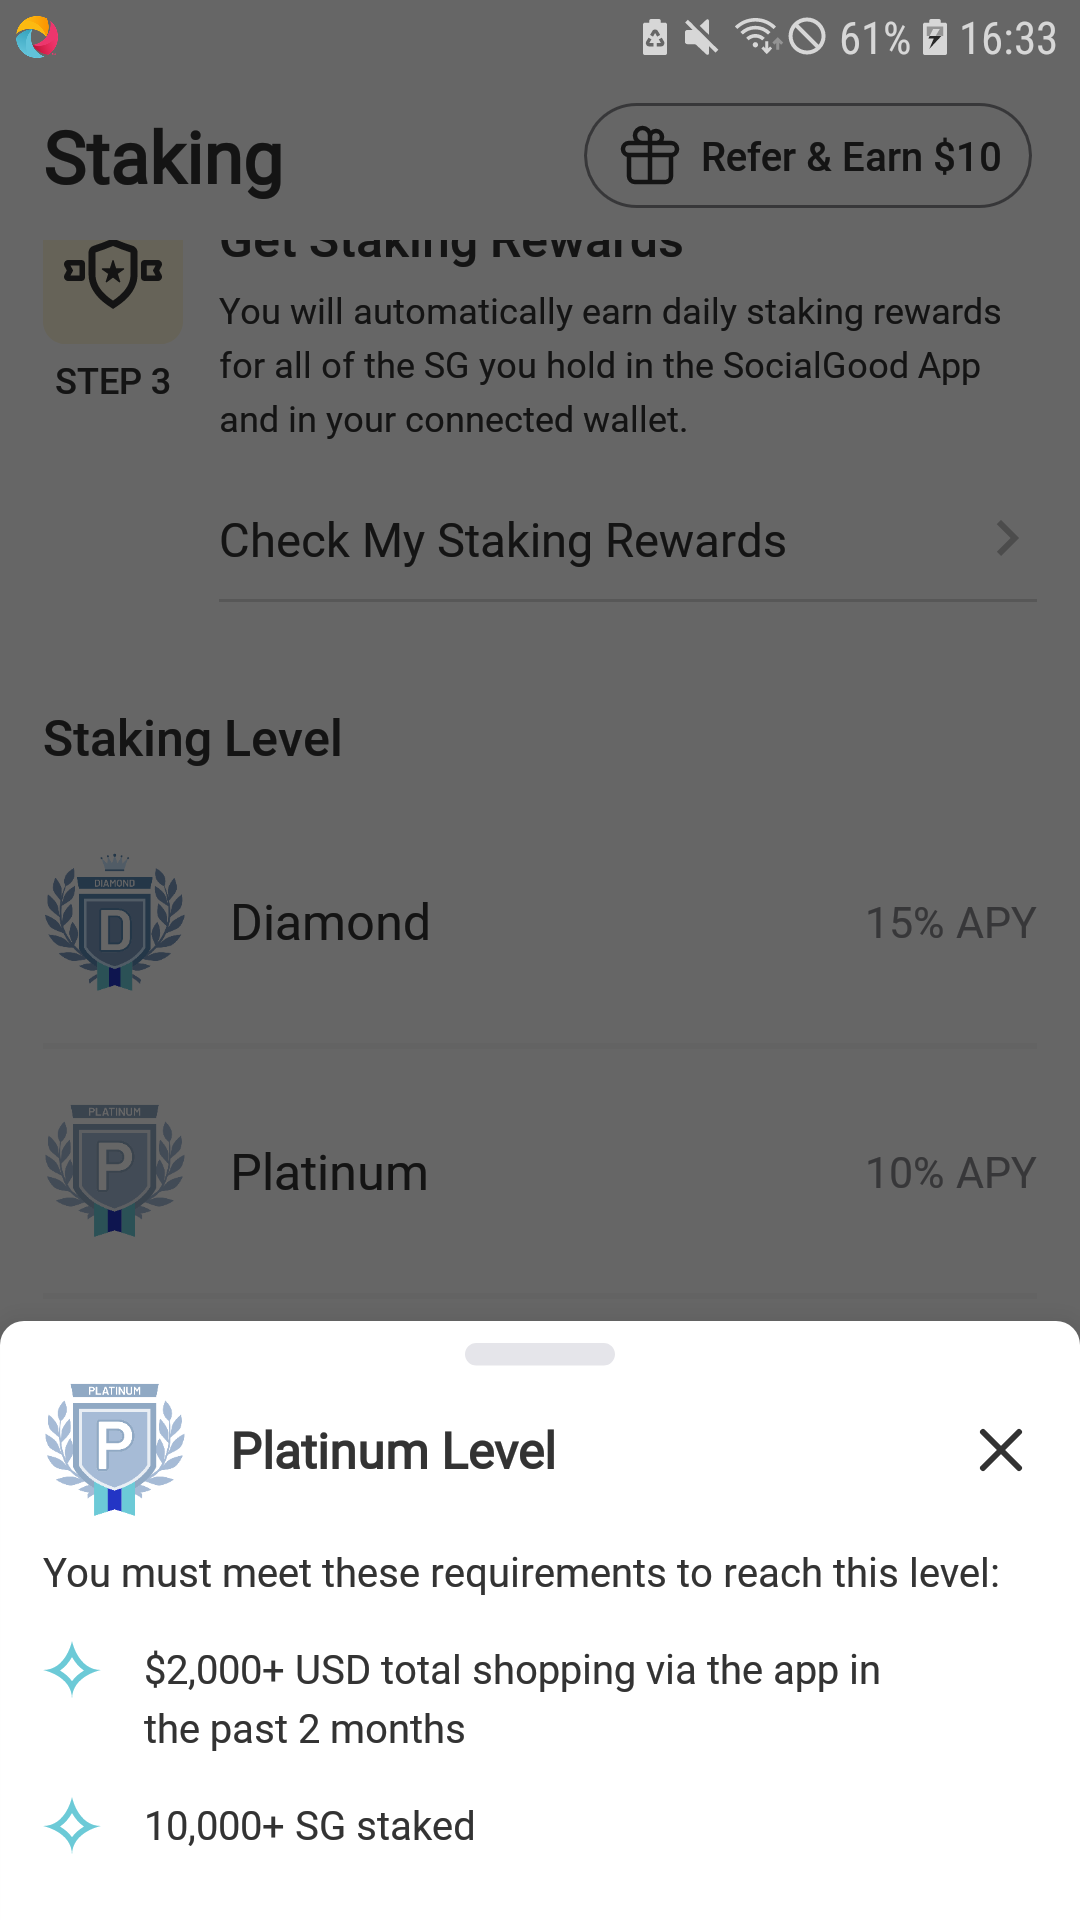 61% 16:33
Staking
Refer & Earn $10
Get Staking Rewards
You will automatically earn daily staking rewards
for all of the SG you hold in the SocialGood App
and in your connected wallet.
STEP 3
Check My Staking Rewards
Staking Level
DIAMOND
D
Diamond
15% APY
PLATINUM
P
Platinum
10% APY
PLATINUM
P
Platinum Level
You must meet these requirements to reach this level:
$2,000+ USD total shopping via the app in
the past 2 months
10,000+ SG staked